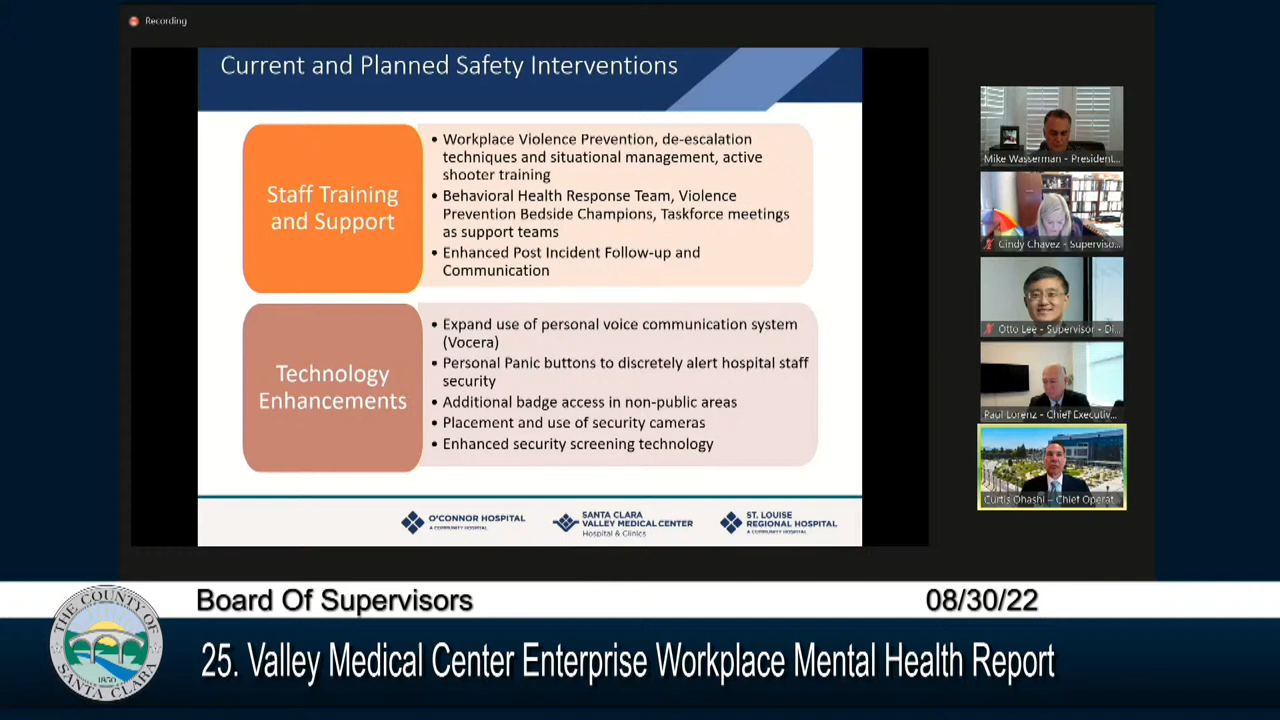 Recording
Current and Planned Safety Interventions
Staff Training
and Support
• Workplace Violence Prevention, de-escalation
techniques and situational management, active
shooter training
• Behavioral Health Response Team, Violence
Prevention Bedside Champions, Taskforce meetings
as support teams
• Enhanced Post Incident Follow-up and
Communication
Technology
Enhancements
• Expand use of personal voice communication system
(Vocera)
• Personal Panic buttons to discretely alert hospital staff
security
• Additional badge access in non-public areas
• Placement and use of security cameras
• Enhanced security screening technology
O'CONNOR HOSPITAL
A COMMUNITY HOSPITAL
SANTA CLARA
VALLEY MEDICAL CENTER
Hospital & Clinics
ST. LOUISE
REGIONAL HOSPITAL
A COMMUNITY HOSPITAL
Mike Wasserman - President...
Cindy Chavez - Superviso...
Otto Lee - Supervisor - Di...
Paul Lorenz - Chief Executiv...
Curtis Ohashi – Chief Operat...
THE COUNTY OF
SANTA CLARA
1850
Board Of Supervisors
08/30/22
25. Valley Medical Center Enterprise Workplace Mental Health Report